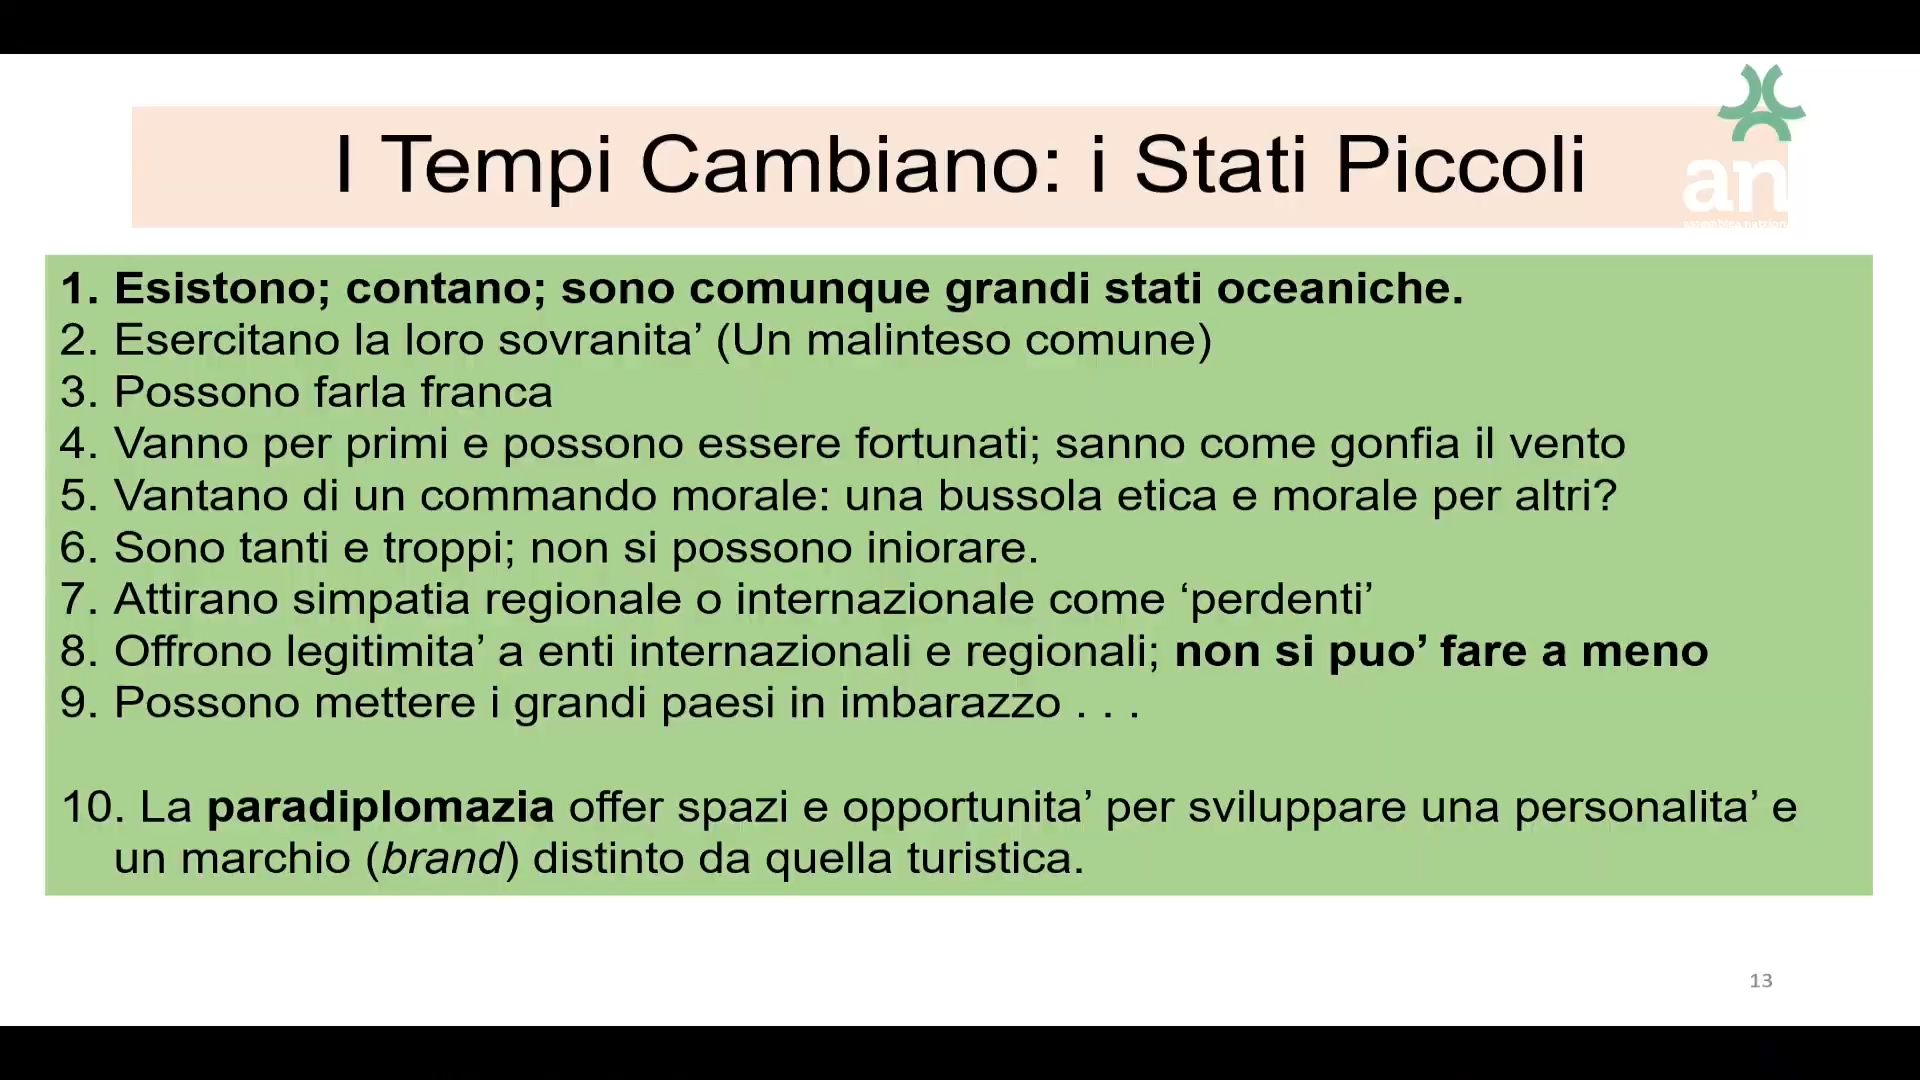 I Tempi Cambiano: i Stati Piccoli
an
1. Esistono; contano; sono comunque grandi stati oceaniche.
2. Esercitano la loro sovranita’ (Un malinteso comune)
3. Possono farla franca
4. Vanno per primi e possono essere fortunati; sanno come gonfia il vento
5. Vantano di un commando morale: una bussola etica e morale per altri?
6. Sono tanti e troppi; non si possono iniorare.
7. Attirano simpatia regionale o internazionale come ‘perdenti’
8. Offrono legitimita’ a enti internazionali e regionali; non si puo’ fare a meno
9. Possono mettere i grandi paesi in imbarazzo . . .
10. La paradiplomazia offer spazi e opportunita’ per sviluppare una personalita’ e
un marchio (brand) distinto da quella turistica.
13